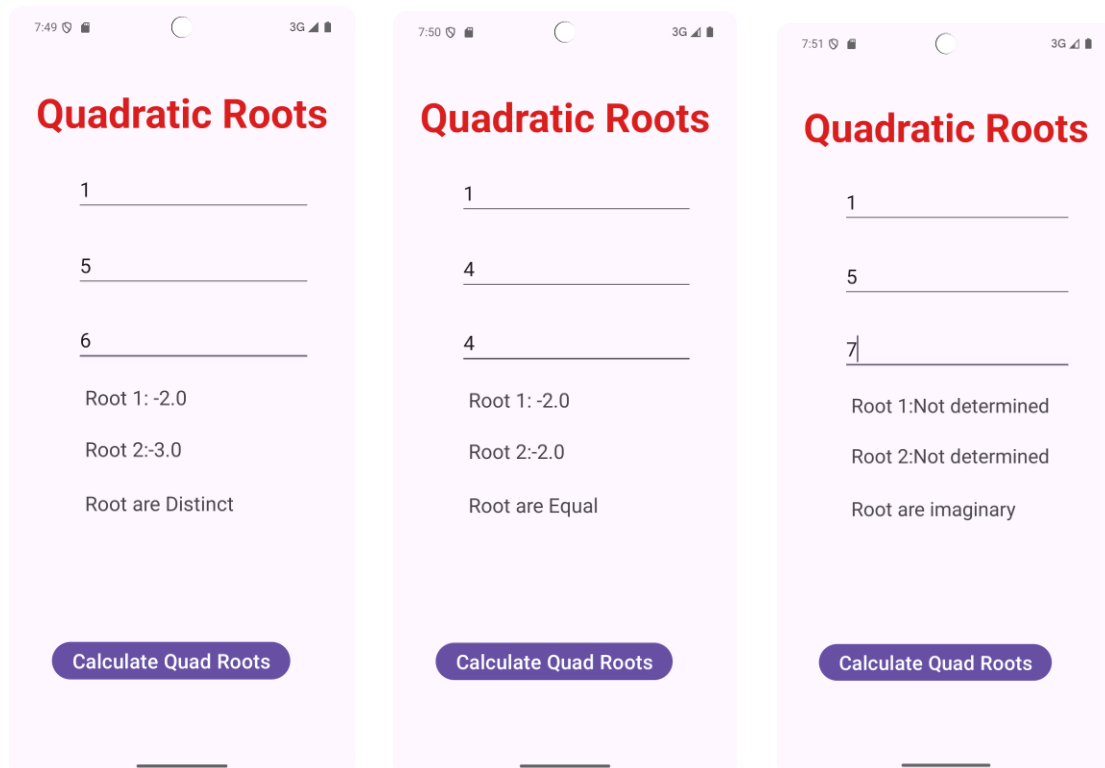 7:49 3G
Quadratic Roots
1
5
6
Root 1: -2.0
Root 2:-3.0
Root are Distinct
Calculate Quad Roots
7:50 3G
Quadratic Roots
1
4
4
Root 1: -2.0
Root 2:-2.0
Root are Equal
Calculate Quad Roots
7:51 3G
Quadratic Roots
1
5
7
Root 1:Not determined
Root 2:Not determined
Root are imaginary
Calculate Quad Roots